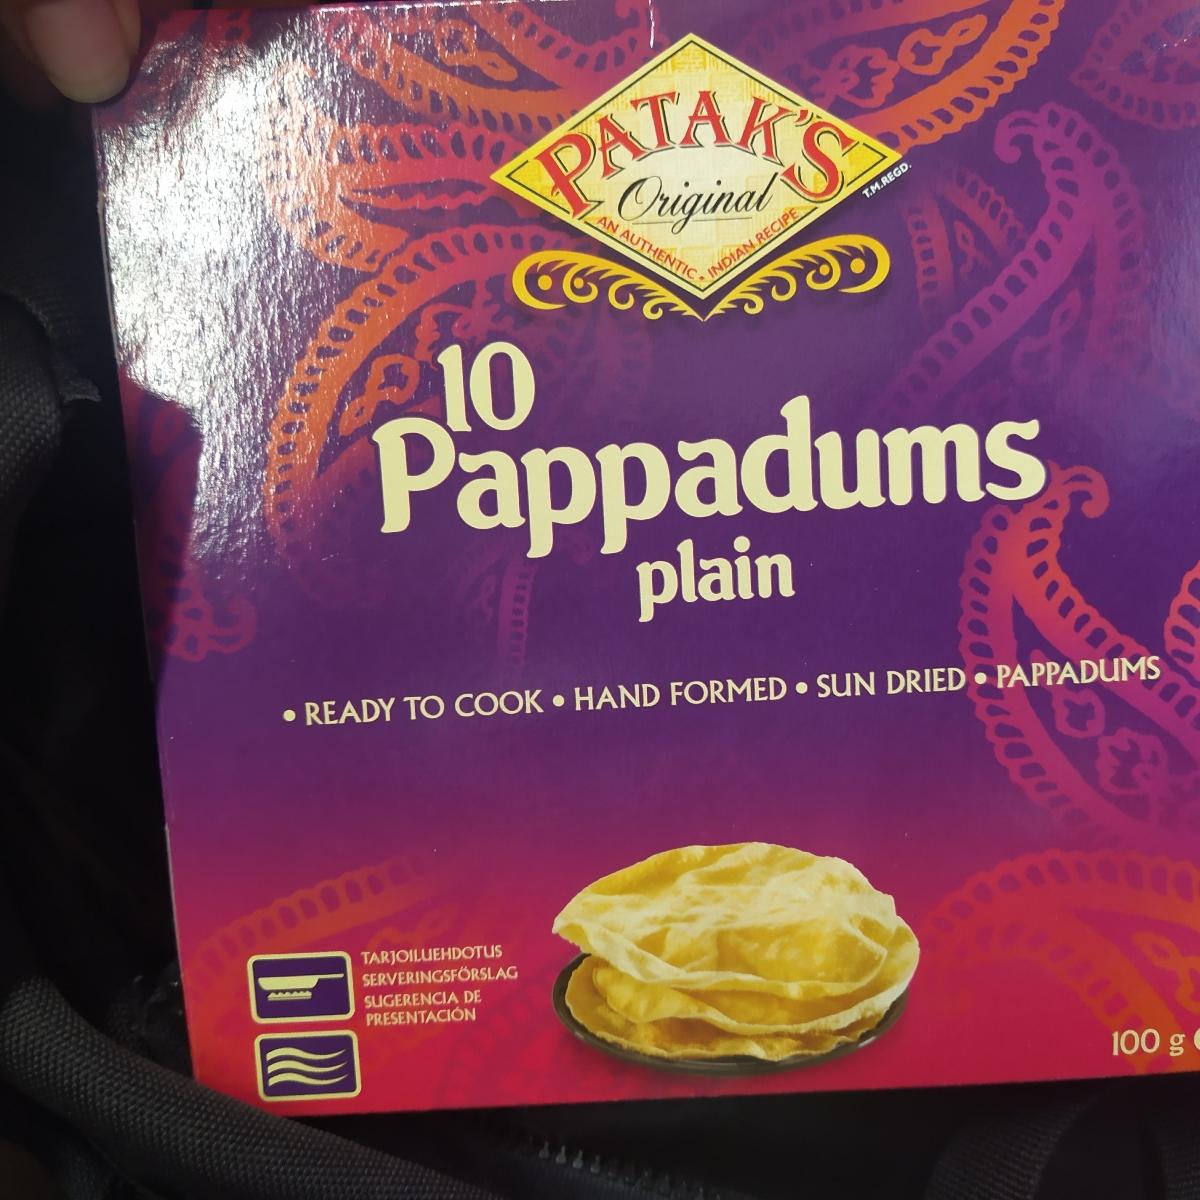 PATAK'S
Original
AN AUTHENTIC • INDIAN RECIPE
T.M.REGD.
10
Pappadums
plain
• READY TO COOK • HAND FORMED • SUN DRIED • PAPPADUMS
TARJOILUEHDOTUS
SERVERINGSFÖRSLAG
SUGERENCIA DE
PRESENTACIÓN
100 g